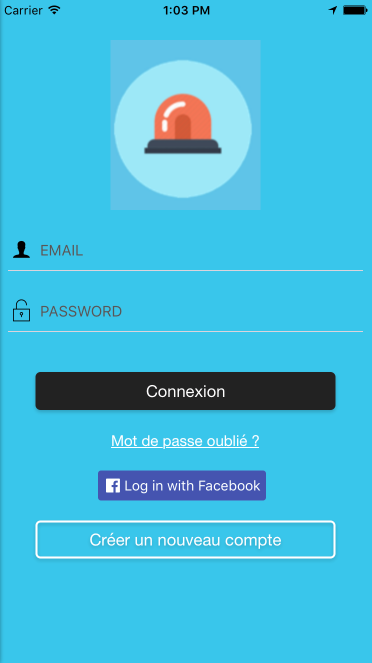 Carrier 1:03 PM
EMAIL
PASSWORD
Connexion
Mot de passe oublié ?
Log in with Facebook
Créer un nouveau compte